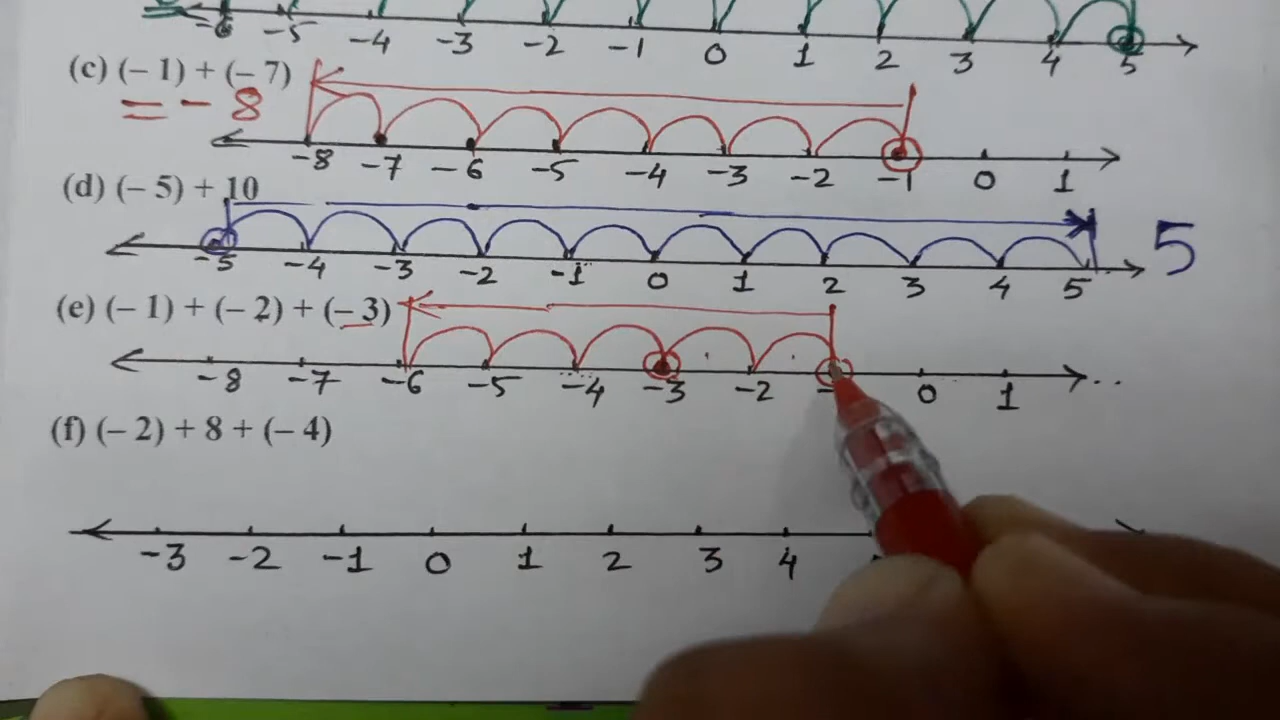 -6 -5 -4 -3 -2 -1 0 1 2 3 4 5
(c) (– 1) + (– 7)
= - 8
-8 -7 -6 -5 -4 -3 -2 -1 0 1
(d) (– 5) + 10
5
-5 -4 -3 -2 -1 0 1 2 3 4 5
(e) (– 1) + (– 2) + (– 3)
-8 -7 -6 -5 -4 -3 -2 - 0 1 ..
(f) (– 2) + 8 + (– 4)
-3 -2 -1 0 1 2 3 4